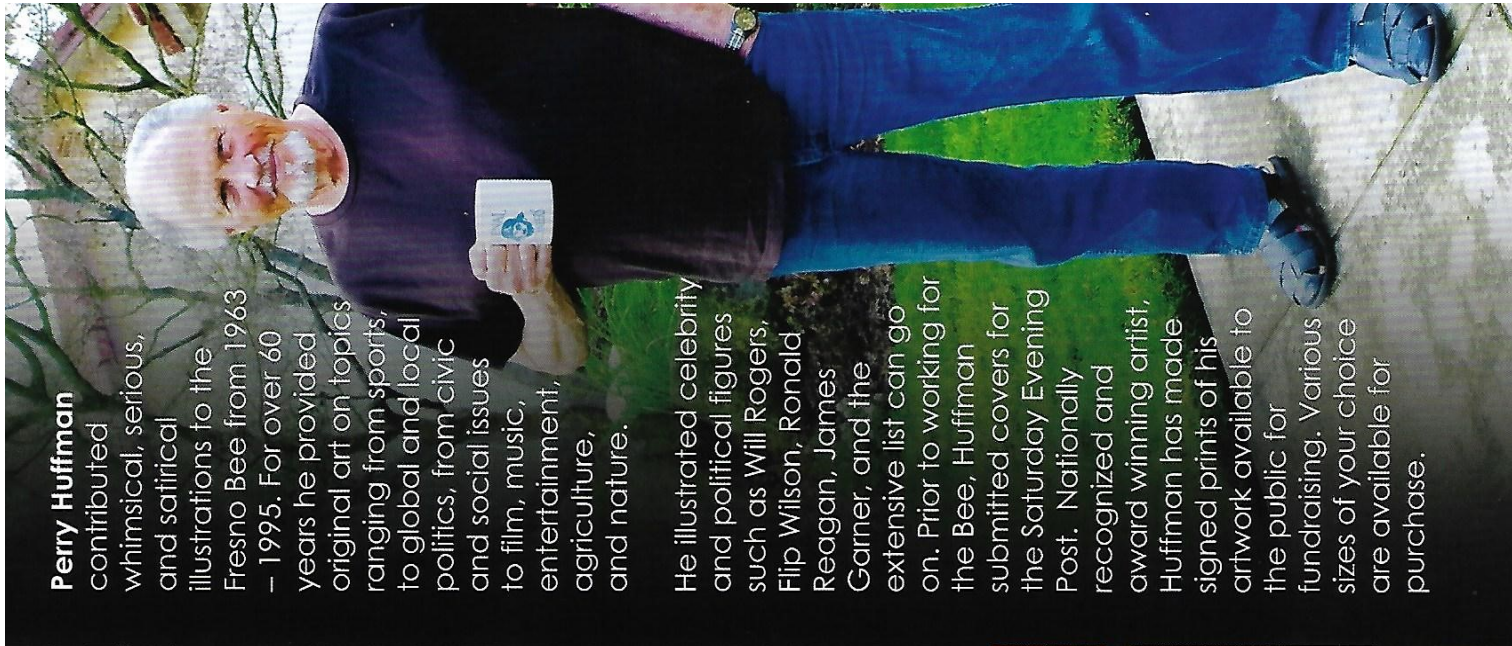 Perry Huffman
contributed
whimsical, serious,
and satirical
illustrations to the
Fresno Bee from 1963
– 1995. For over 60
years he provided
original art on topics
ranging from sports,
to global and local
politics, from civic
and social issues
to film, music,
entertainment,
agriculture,
and nature.
He illustrated celebrity
and political figures
such as Will Rogers,
Flip Wilson, Ronald
Reagan, James
Garner, and the
extensive list can go
on. Prior to working for
the Bee, Huffman
submitted covers for
the Saturday Evening
Post. Nationally
recognized and
award winning artist,
Huffman has made
signed prints of his
artwork available to
the public for
fundraising. Various
sizes of your choice
are available for
purchase.